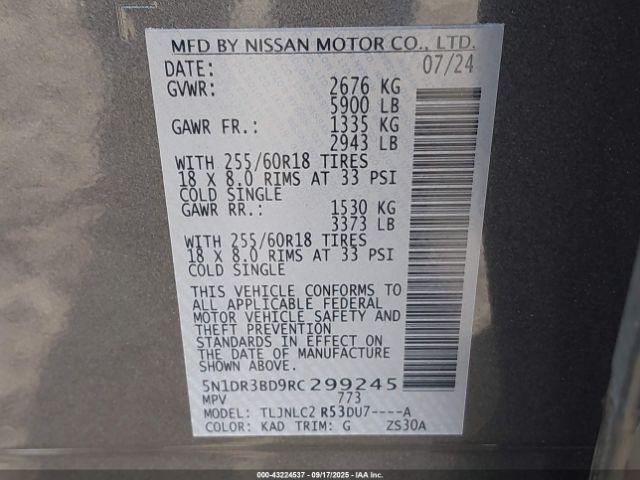 MFD BY NISSAN MOTOR CO., LTD.
DATE: 07/24
GVWR: 2676 KG
5900 LB
GAWR FR.: 1335 KG
2943 LB
WITH 255/60R18 TIRES
18 X 8.0 RIMS AT 33 PSI
COLD SINGLE
GAWR RR.: 1530 KG
3373 LB
WITH 255/60R18 TIRES
18 X 8.0 RIMS AT 33 PSI
COLD SINGLE
THIS VEHICLE CONFORMS TO
ALL APPLICABLE FEDERAL
MOTOR VEHICLE SAFETY AND
THEFT PREVENTION
STANDARDS IN EFFECT ON
THE DATE OF MANUFACTURE
SHOWN ABOVE.
5N1DR3BD9RC299245
MPV 773
MODEL: TLJNLC2 R53DU7----A
COLOR: KAD TRIM: G ZS30A
000-43224537 - 09/17/2025 - IAAI. SCF